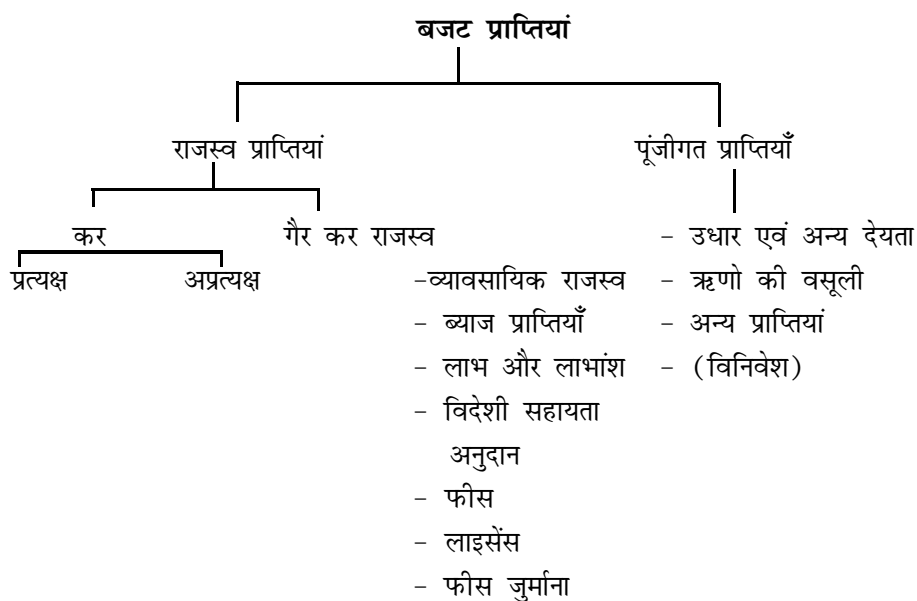 बजट प्राप्तियां
राजस्व प्राप्तियां
पूंजीगत प्राप्तियाँ
कर
गैर कर राजस्व
प्रत्यक्ष
अप्रत्यक्ष
-व्यावसायिक राजस्व
- ब्याज प्राप्तियाँ
- लाभ और लाभांश
- विदेशी सहायता
अनुदान
- फीस
- लाइसेंस
- फीस जुर्माना
- उधार एवं अन्य देयता
- ऋणो की वसूली
- अन्य प्राप्तियां
- (विनिवेश)